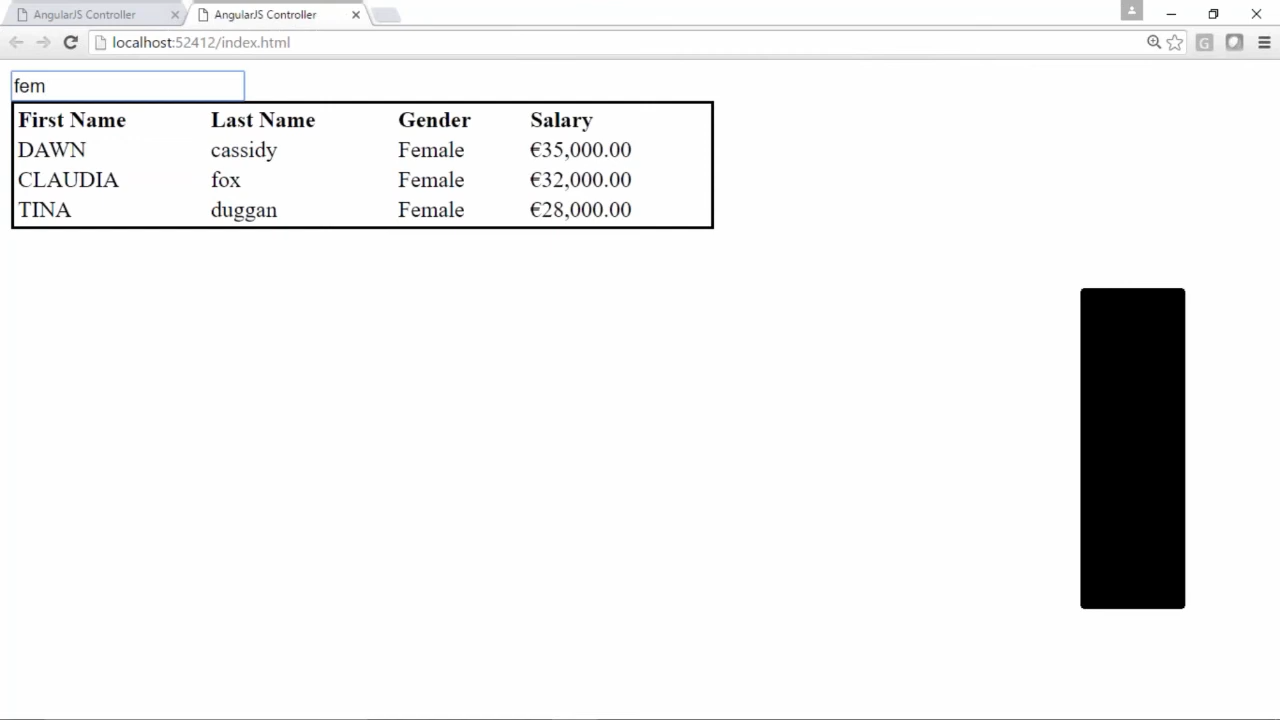 AngularJS Controller
AngularJS Controller
localhost:52412/index.html
G
fem
First Name Last Name Gender Salary
DAWN cassidy Female €35,000.00
CLAUDIA fox Female €32,000.00
TINA duggan Female €28,000.00